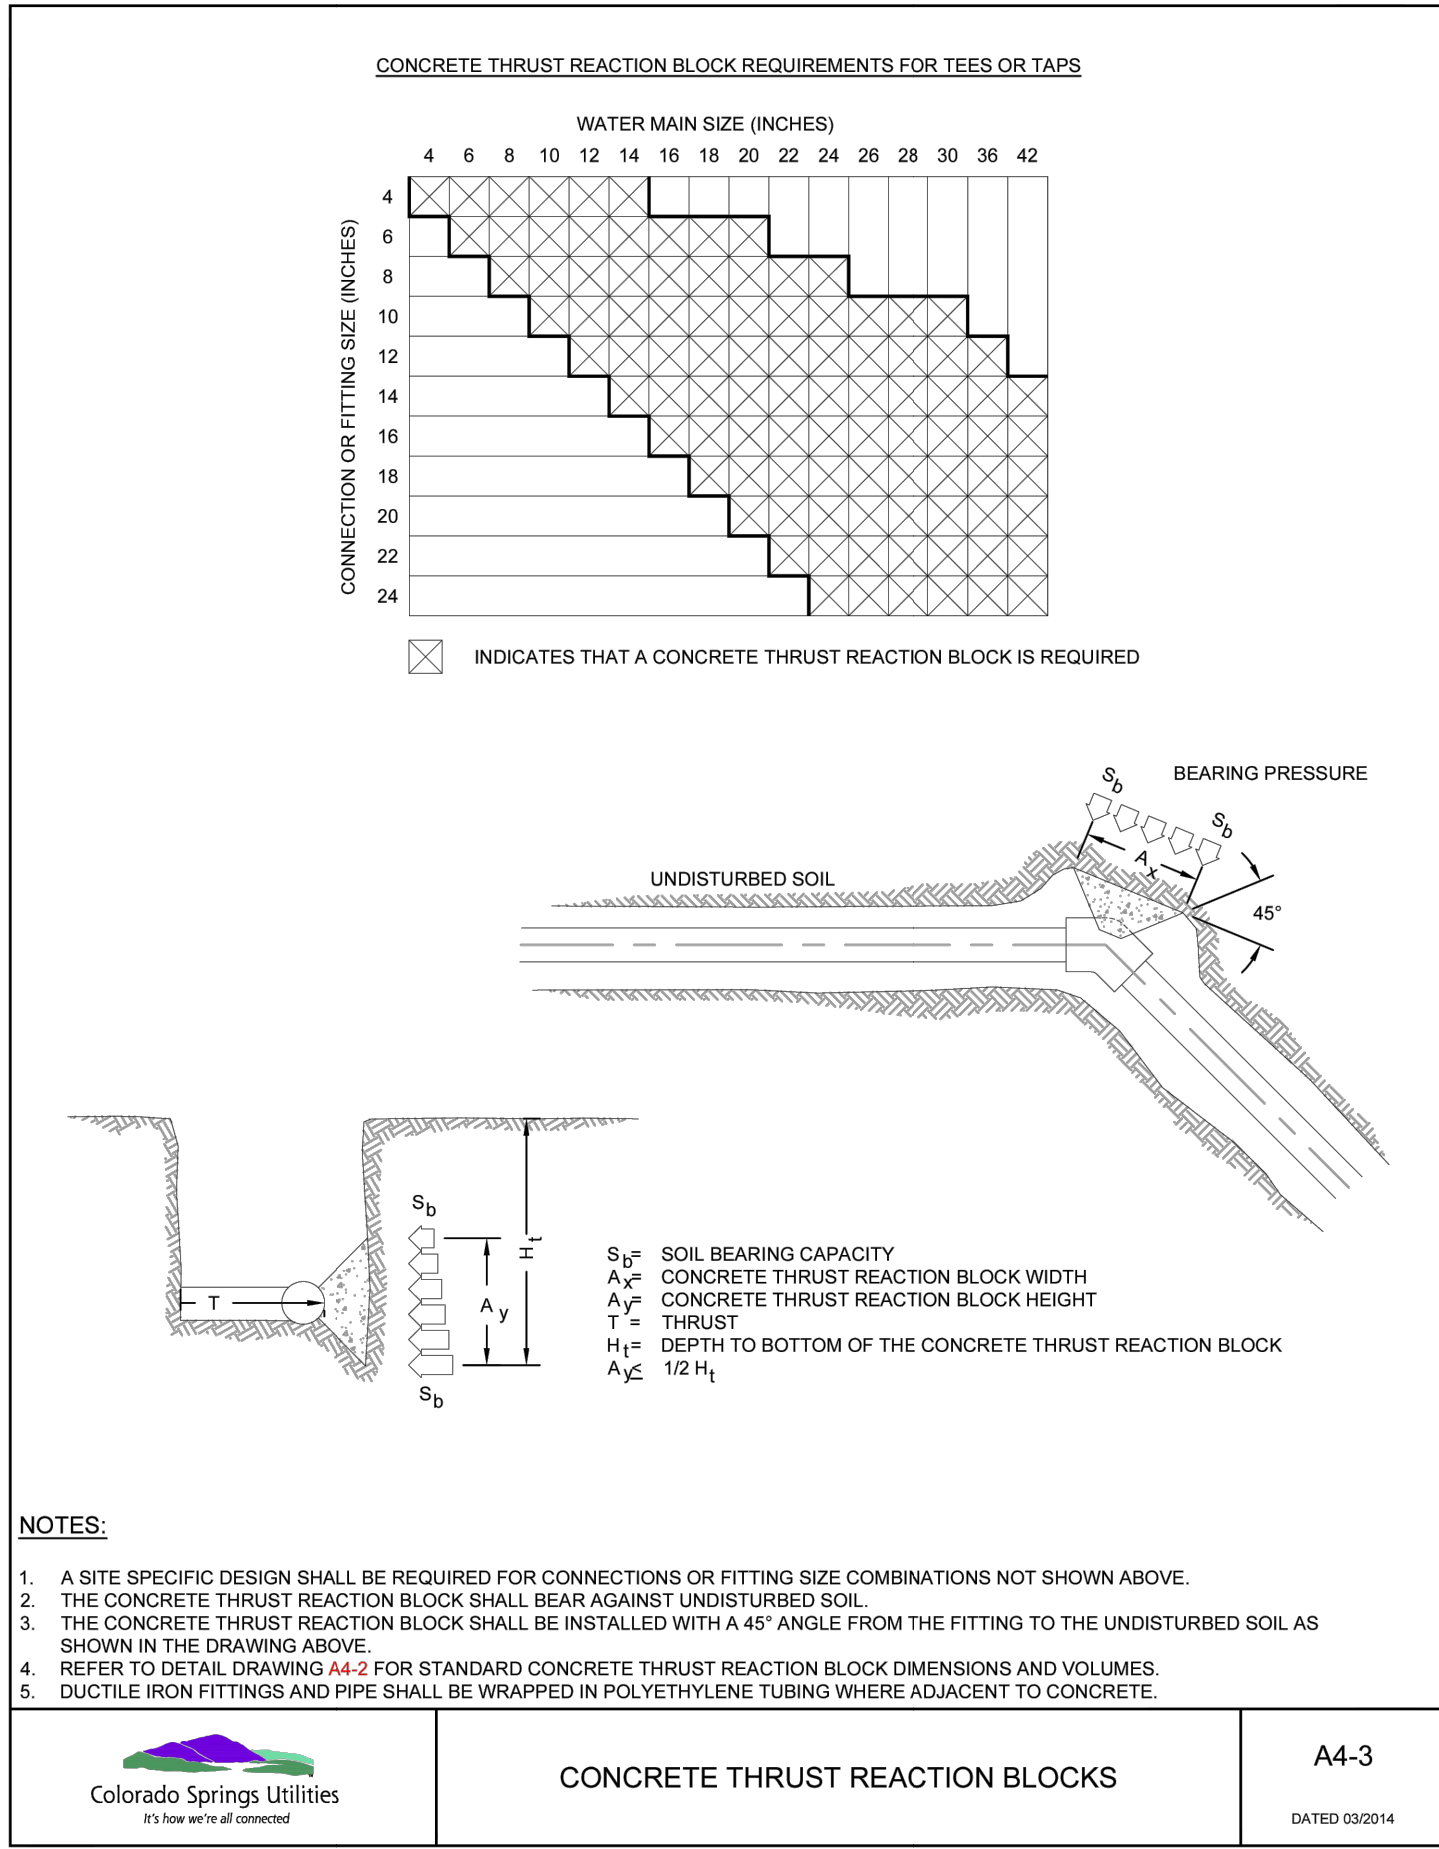 CONCRETE THRUST REACTION BLOCK REQUIREMENTS FOR TEES OR TAPS
WATER MAIN SIZE (INCHES)
4 6 8 10 12 14 16 18 20 22 24 26 28 30 36 42
CONNECTION OR FITTING SIZE (INCHES)
4
6
8
10
12
14
16
18
20
22
24
INDICATES THAT A CONCRETE THRUST REACTION BLOCK IS REQUIRED
BEARING PRESSURE
Sb
Sb
Ax
45°
UNDISTURBED SOIL
Sb
Ht
Ay
T
Sb
Sb= SOIL BEARING CAPACITY
Ax= CONCRETE THRUST REACTION BLOCK WIDTH
Ay= CONCRETE THRUST REACTION BLOCK HEIGHT
T = THRUST
Ht= DEPTH TO BOTTOM OF THE CONCRETE THRUST REACTION BLOCK
Ay≤ 1/2 Ht
NOTES:
1. A SITE SPECIFIC DESIGN SHALL BE REQUIRED FOR CONNECTIONS OR FITTING SIZE COMBINATIONS NOT SHOWN ABOVE.
2. THE CONCRETE THRUST REACTION BLOCK SHALL BEAR AGAINST UNDISTURBED SOIL.
3. THE CONCRETE THRUST REACTION BLOCK SHALL BE INSTALLED WITH A 45° ANGLE FROM THE FITTING TO THE UNDISTURBED SOIL AS
SHOWN IN THE DRAWING ABOVE.
4. REFER TO DETAIL DRAWING A4-2 FOR STANDARD CONCRETE THRUST REACTION BLOCK DIMENSIONS AND VOLUMES.
5. DUCTILE IRON FITTINGS AND PIPE SHALL BE WRAPPED IN POLYETHYLENE TUBING WHERE ADJACENT TO CONCRETE.
Colorado Springs Utilities
It's how we're all connected
CONCRETE THRUST REACTION BLOCKS
A4-3
DATED 03/2014